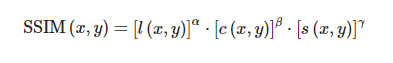 SSIM (x, y) = [l (x, y)]^α · [c (x, y)]^β · [s (x, y)]^γ